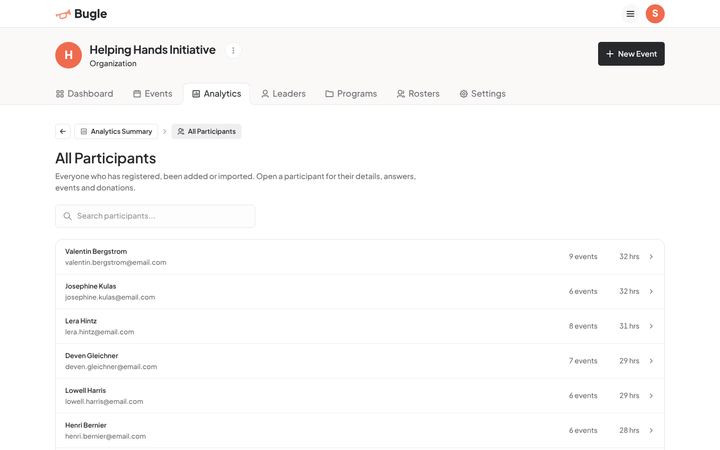 Bugle
S
H
Helping Hands Initiative
Organization
New Event
Dashboard
Events
Analytics
Leaders
Programs
Rosters
Settings
Analytics Summary
All Participants
All Participants
Everyone who has registered, been added or imported. Open a participant for their details, answers,
events and donations.
Search participants...
Valentin Bergstrom
valentin.bergstrom@email.com
9 events
32 hrs
Josephine Kulas
josephine.kulas@email.com
6 events
32 hrs
Lera Hintz
lera.hintz@email.com
8 events
31 hrs
Deven Gleichner
deven.gleichner@email.com
7 events
29 hrs
Lowell Harris
lowell.harris@email.com
6 events
29 hrs
Henri Bernier
henri.bernier@email.com
6 events
28 hrs